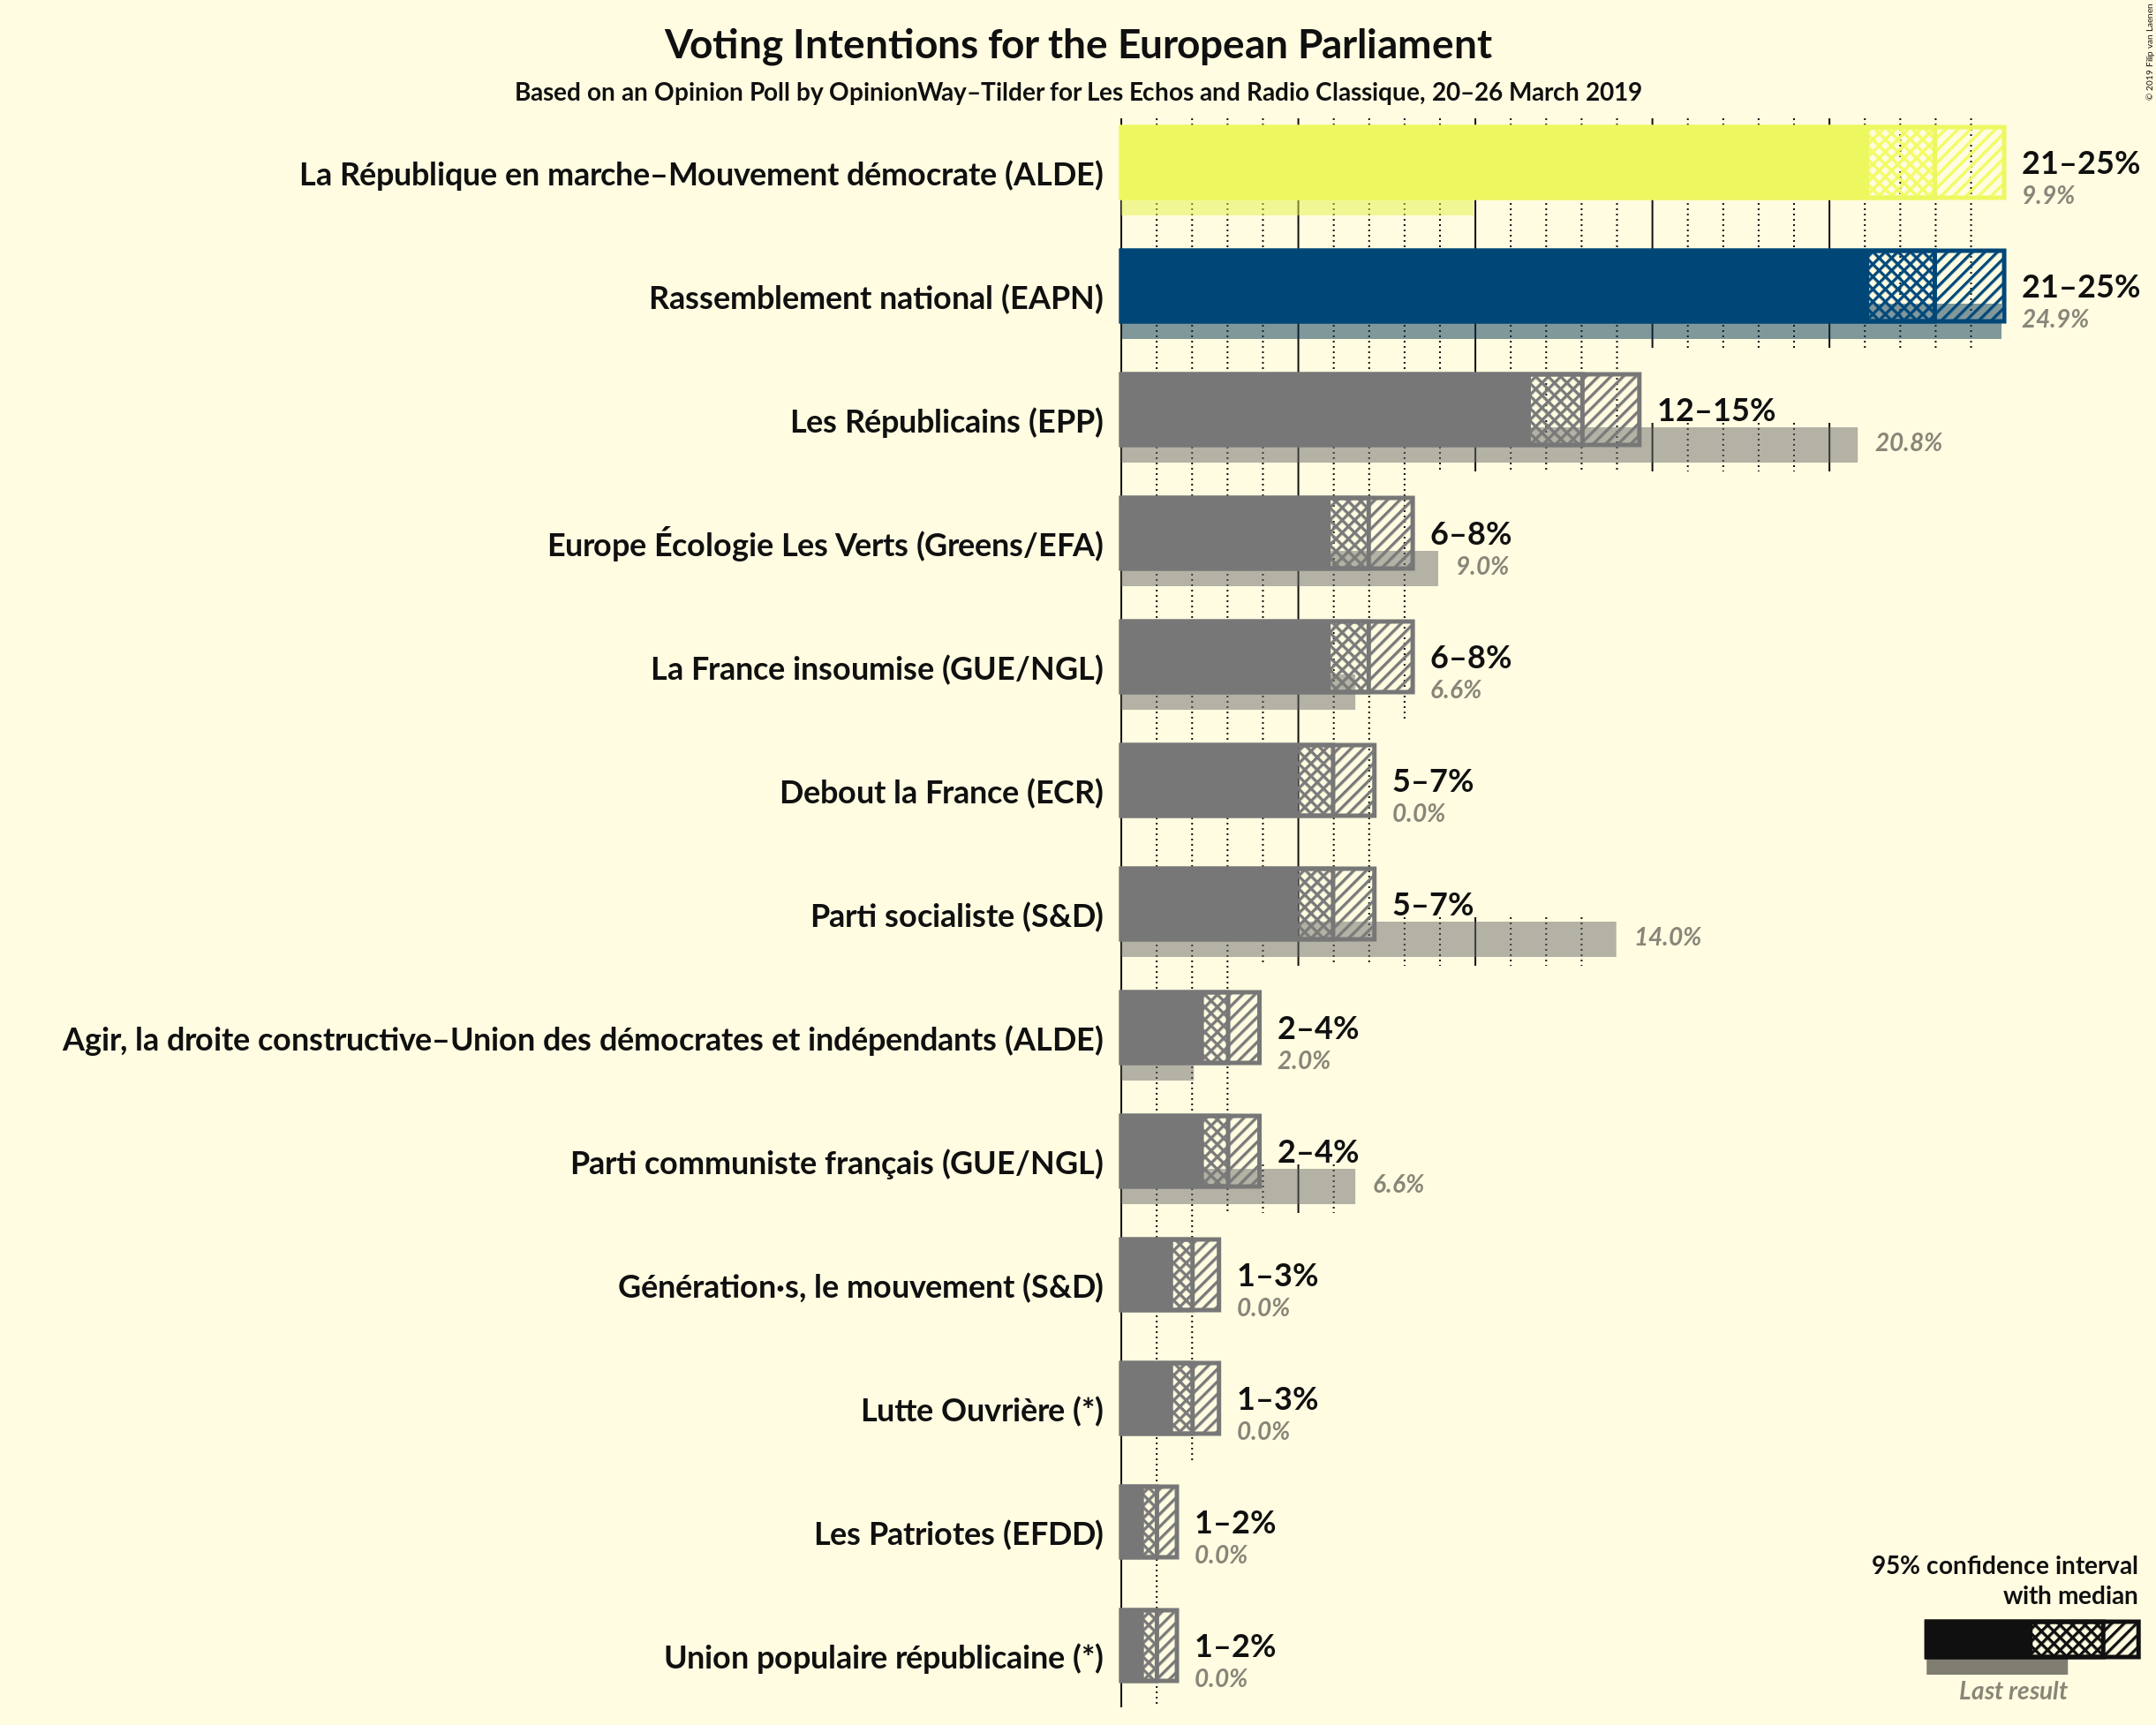 Voting Intentions for the European Parliament
Based on an Opinion Poll by OpinionWay–Tilder for Les Echos and Radio Classique, 20–26 March 2019
© 2019 Filip van Laenen
La République en marche–Mouvement démocrate (ALDE)
21–25%
9.9%
Rassemblement national (EAPN)
21–25%
24.9%
Les Républicains (EPP)
12–15%
20.8%
Europe Écologie Les Verts (Greens/EFA)
6–8%
9.0%
La France insoumise (GUE/NGL)
6–8%
6.6%
Debout la France (ECR)
5–7%
0.0%
Parti socialiste (S&D)
5–7%
14.0%
Agir, la droite constructive–Union des démocrates et indépendants (ALDE)
2–4%
2.0%
Parti communiste français (GUE/NGL)
2–4%
6.6%
Génération·s, le mouvement (S&D)
1–3%
0.0%
Lutte Ouvrière (*)
1–3%
0.0%
Les Patriotes (EFDD)
1–2%
0.0%
Union populaire républicaine (*)
1–2%
0.0%
95% confidence interval
with median
Last result